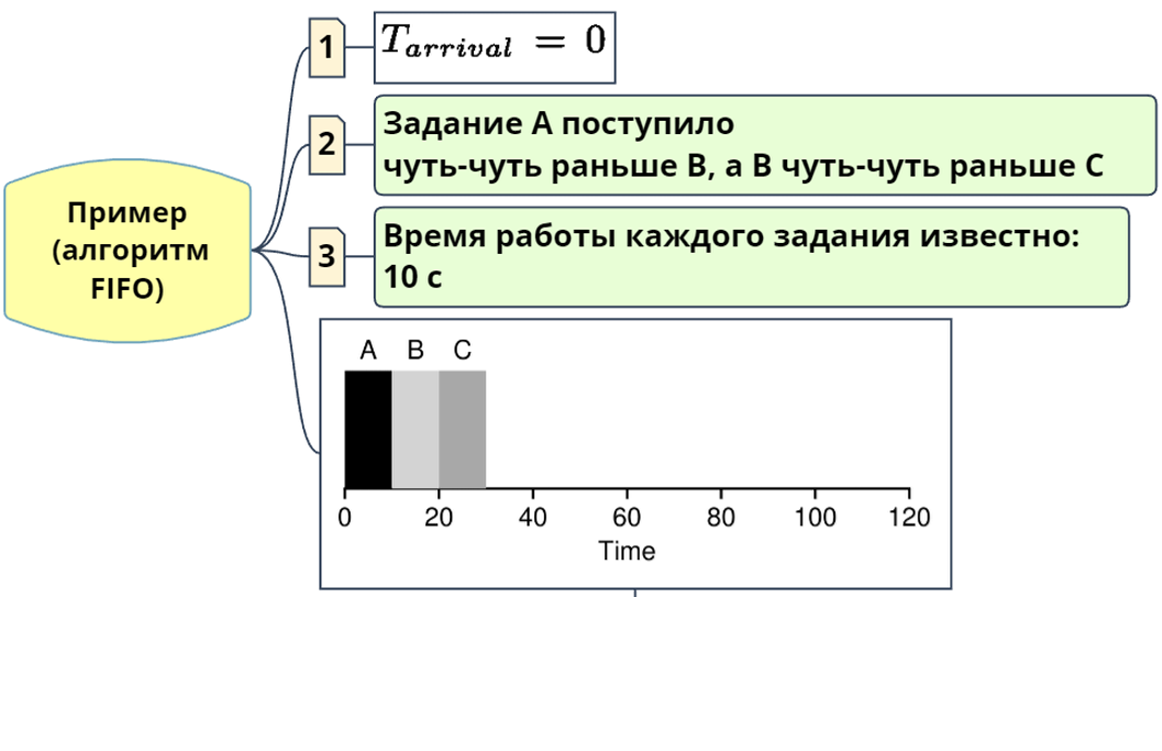 Пример
(алгоритм
FIFO)
1
T_arrival = 0
2
Задание A поступило
чуть-чуть раньше B, а B чуть-чуть раньше C
3
Время работы каждого задания известно:
10 с
A B C
0 20 40 60 80 100 120
Time